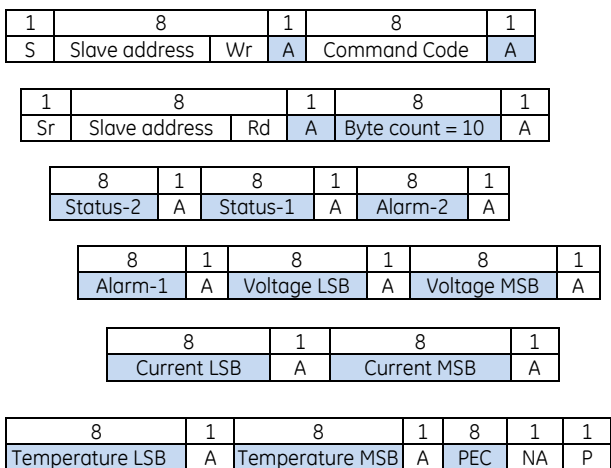 1 8 1 8 1
S Slave address Wr A Command Code A
1 8 1 8 1
Sr Slave address Rd A Byte count = 10 A
8 1 8 1 8 1
Status-2 A Status-1 A Alarm-2 A
8 1 8 1 8 1
Alarm-1 A Voltage LSB A Voltage MSB A
8 1 8 1
Current LSB A Current MSB A
8 1 8 1 8 1 1
Temperature LSB A Temperature MSB A PEC NA P